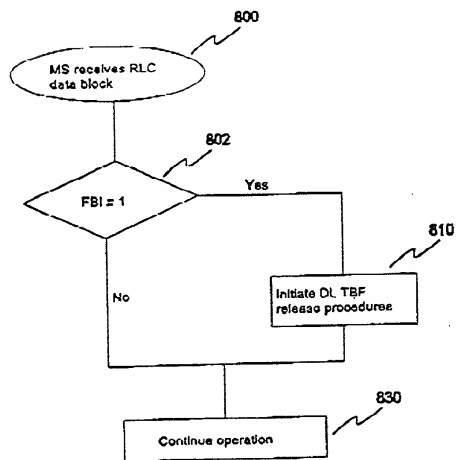 800
MS receives RLC
data block
802
FBI = 1
Yes
810
Initiate DL TBF
release procedures
No
830
Continue operation